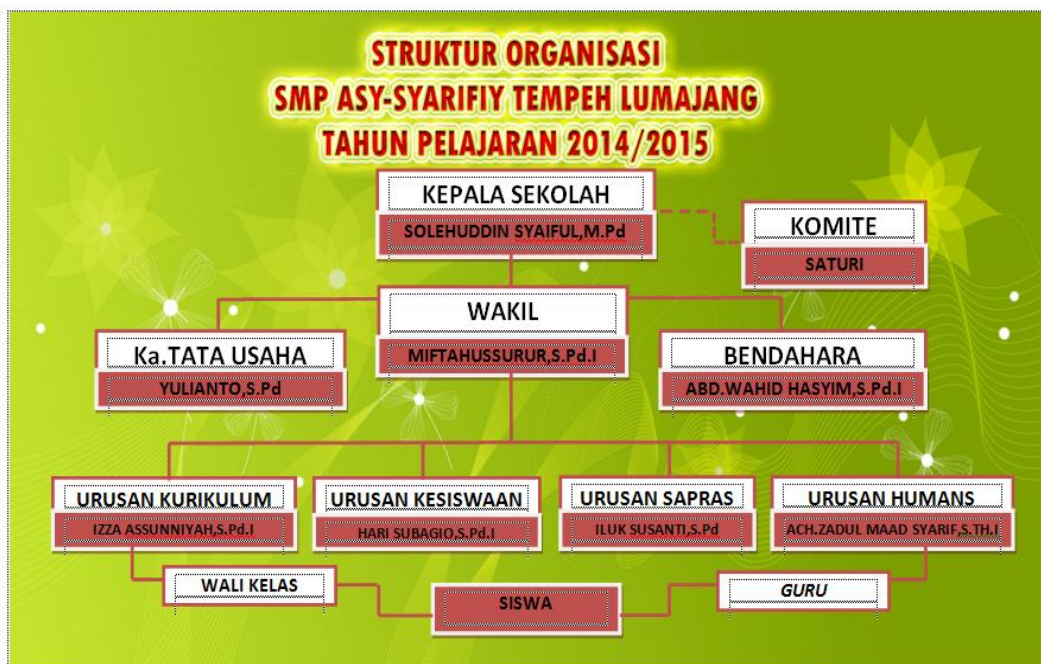 STRUKTUR ORGANISASI
SMP ASY-SYARIFIY TEMPEH LUMAJANG
TAHUN PELAJARAN 2014/2015
KEPALA SEKOLAH
SOLEHUDDIN SYAIFUL,M.Pd
KOMITE
SATURI
WAKIL
MIFTAHUSSURUR,S.Pd.I
Ka.TATA USAHA
YULIANTO,S.Pd
BENDAHARA
ABD.WAHID HASYIM,S.Pd.I
URUSAN KURIKULUM
IZZA ASSUNNIYAH,S.Pd.I
URUSAN KESISWAAN
HARI SUBAGIO,S.Pd.I
URUSAN SAPRAS
ILUK SUSANTI,S.Pd
URUSAN HUMANS
ACH.ZADUL MAAD SYARIF,S.TH.I
WALI KELAS
SISWA
GURU